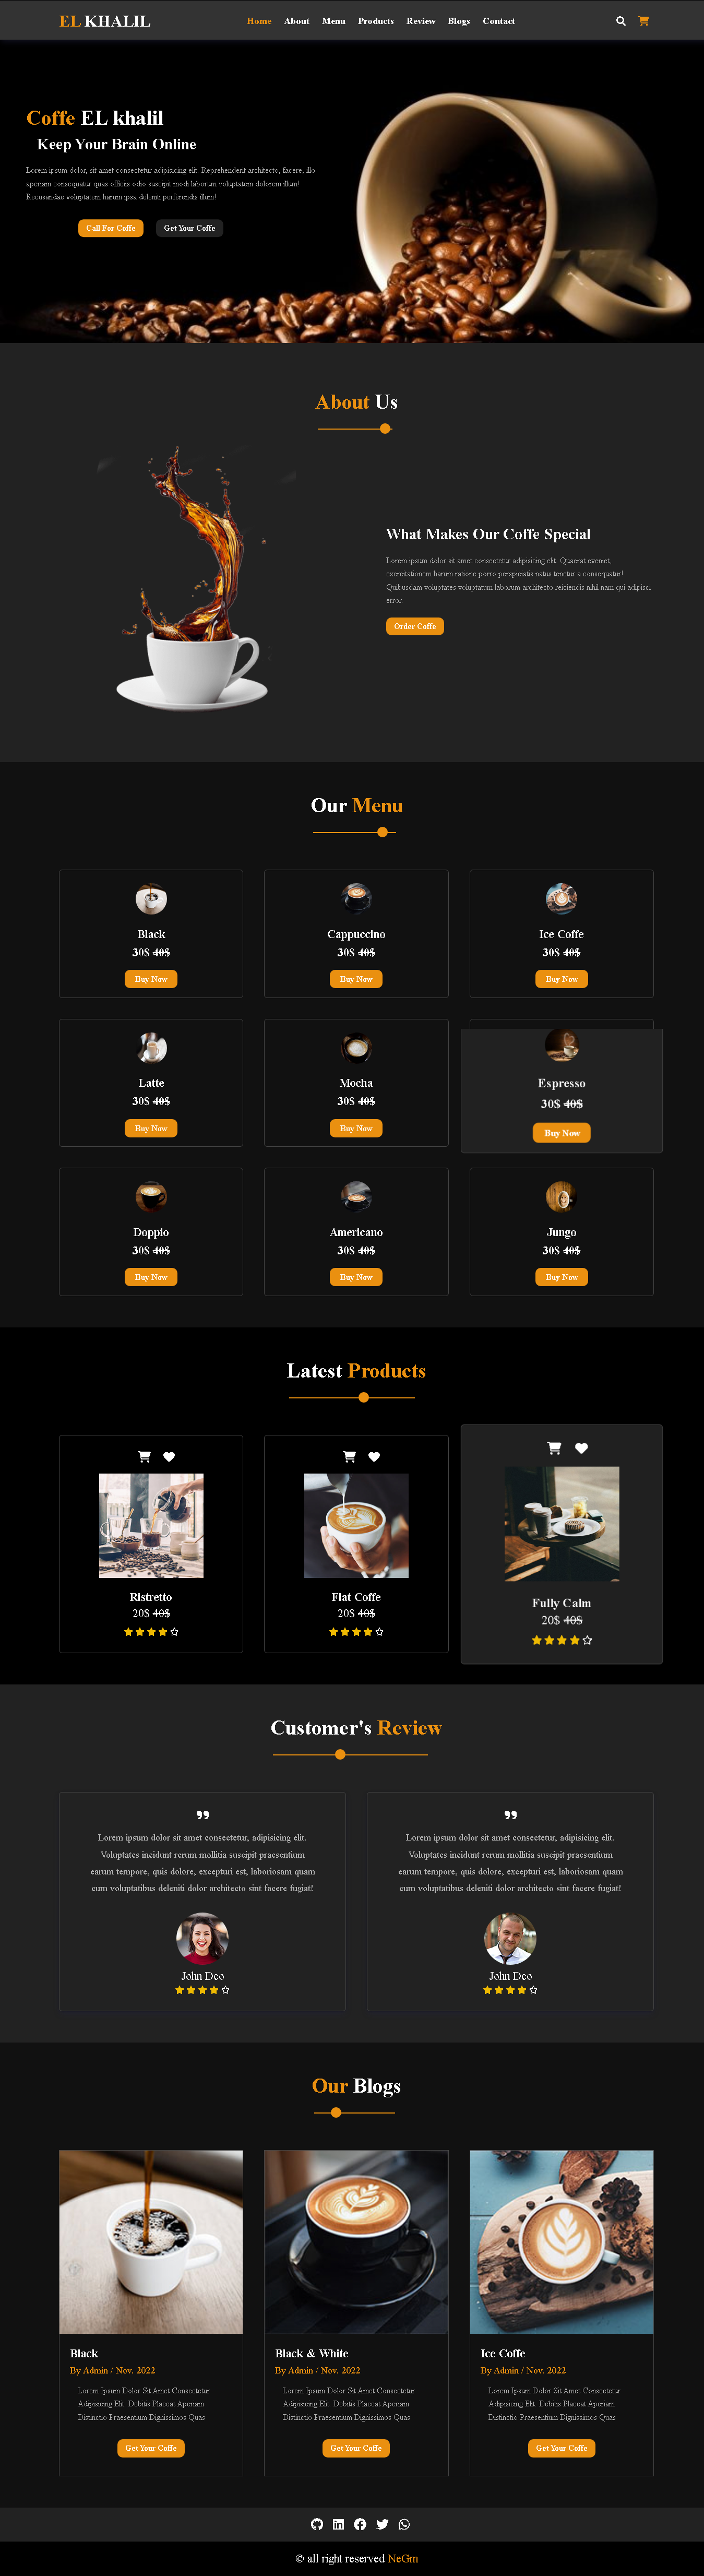 EL KHALIL
Home About Menu Products Review Blogs Contact
Coffe EL khalil
Keep Your Brain Online
Lorem ipsum dolor, sit amet consectetur adipisicing elit. Reprehenderit architecto, facere, illo
aperiam consequatur quas officiis odio suscipit modi laborum voluptatem dolorem illum!
Recusandae voluptatem harum ipsa deleniti perferendis illum!
Call For Coffe Get Your Coffe
About Us
What Makes Our Coffe Special
Lorem ipsum dolor sit amet consectetur adipisicing elit. Quaerat eveniet,
exercitationem harum ratione porro perspiciatis natus tenetur a consequatur!
Quibusdam voluptates voluptatum laborum architecto reiciendis nihil nam qui adipisci
error.
Order Coffe
Our Menu
Black
30$ 40$
Buy Now
Cappuccino
30$ 40$
Buy Now
Ice Coffe
30$ 40$
Buy Now
Latte
30$ 40$
Buy Now
Mocha
30$ 40$
Buy Now
Espresso
30$ 40$
Buy Now
Doppio
30$ 40$
Buy Now
Americano
30$ 40$
Buy Now
Jungo
30$ 40$
Buy Now
Latest Products
Ristretto
20$ 40$
Flat Coffe
20$ 40$
Fully Calm
20$ 40$
Customer's Review
Lorem ipsum dolor sit amet consectetur, adipisicing elit.
Voluptates incidunt rerum mollitia suscipit praesentium
earum tempore, quis dolore, excepturi est, laboriosam quam
cum voluptatibus deleniti dolor architecto sint facere fugiat!
John Deo
Lorem ipsum dolor sit amet consectetur, adipisicing elit.
Voluptates incidunt rerum mollitia suscipit praesentium
earum tempore, quis dolore, excepturi est, laboriosam quam
cum voluptatibus deleniti dolor architecto sint facere fugiat!
John Deo
Our Blogs
Black
By Admin / Nov. 2022
Lorem Ipsum Dolor Sit Amet Consectetur
Adipisicing Elit. Debitis Placeat Aperiam
Distinctio Praesentium Dignissimos Quas
Get Your Coffe
Black & White
By Admin / Nov. 2022
Lorem Ipsum Dolor Sit Amet Consectetur
Adipisicing Elit. Debitis Placeat Aperiam
Distinctio Praesentium Dignissimos Quas
Get Your Coffe
Ice Coffe
By Admin / Nov. 2022
Lorem Ipsum Dolor Sit Amet Consectetur
Adipisicing Elit. Debitis Placeat Aperiam
Distinctio Praesentium Dignissimos Quas
Get Your Coffe
© all right reserved NeGm